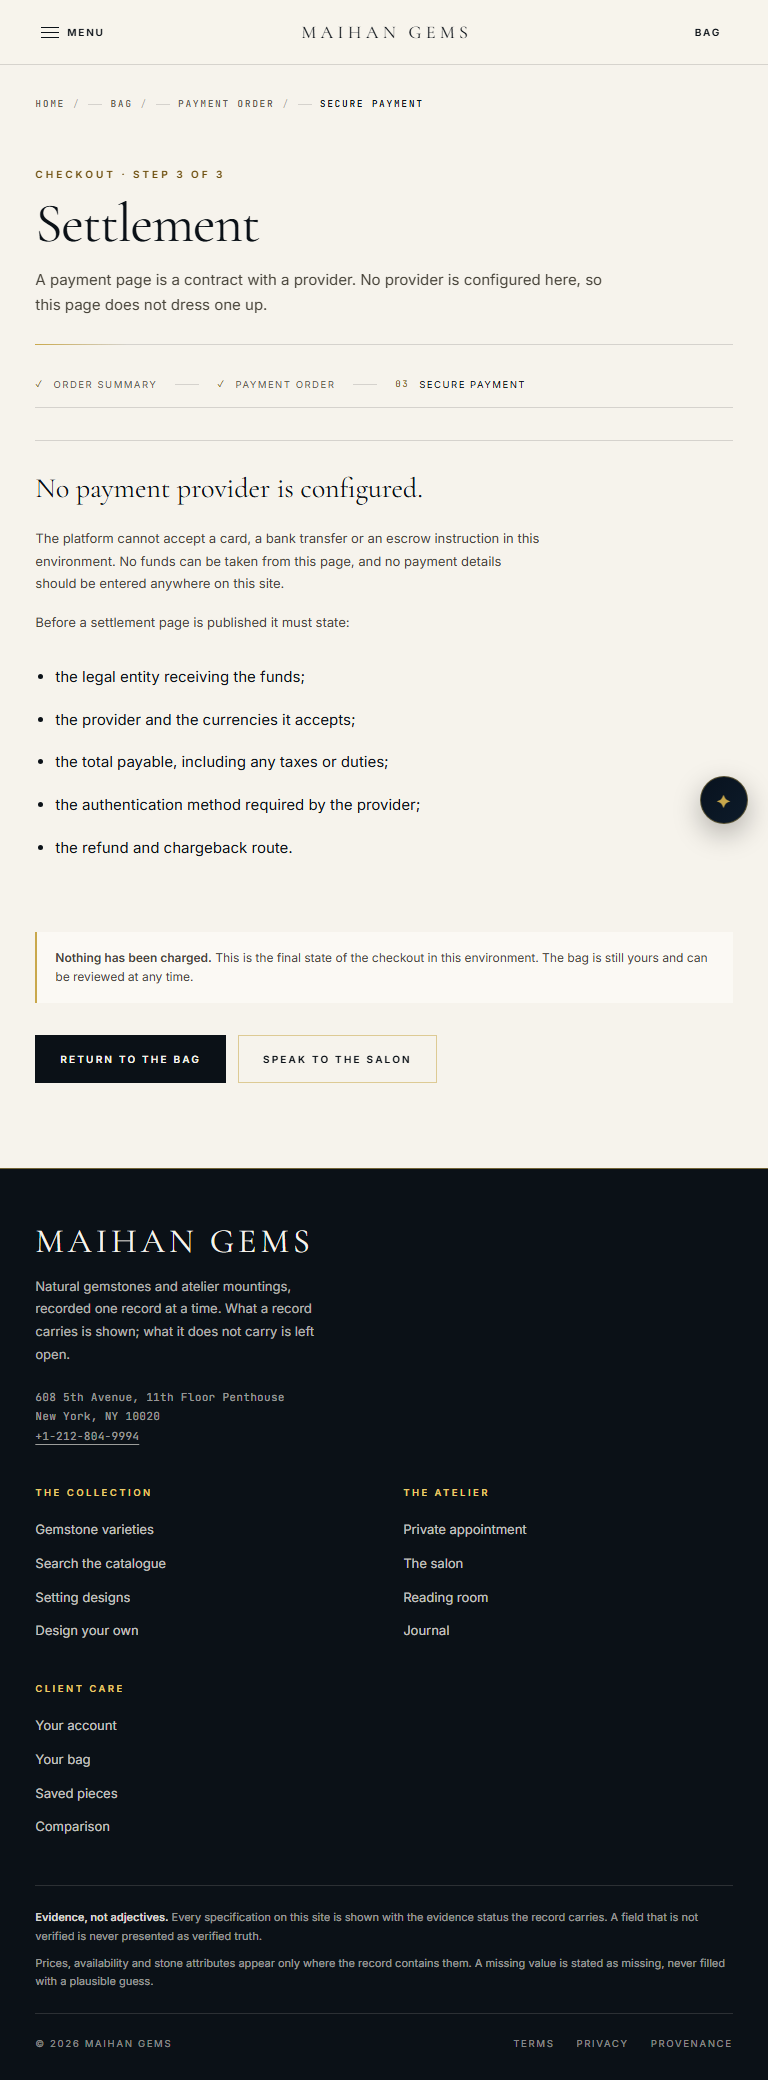 MENU
MAIHAN GEMS
BAG
HOME / BAG / PAYMENT ORDER / SECURE PAYMENT
CHECKOUT · STEP 3 OF 3
Settlement
A payment page is a contract with a provider. No provider is configured here, so
this page does not dress one up.
✓ ORDER SUMMARY ✓ PAYMENT ORDER 03 SECURE PAYMENT
No payment provider is configured.
The platform cannot accept a card, a bank transfer or an escrow instruction in this
environment. No funds can be taken from this page, and no payment details
should be entered anywhere on this site.
Before a settlement page is published it must state:
• the legal entity receiving the funds;
• the provider and the currencies it accepts;
• the total payable, including any taxes or duties;
• the authentication method required by the provider;
• the refund and chargeback route.
Nothing has been charged. This is the final state of the checkout in this environment. The bag is still yours and can
be reviewed at any time.
RETURN TO THE BAG
SPEAK TO THE SALON
MAIHAN GEMS
Natural gemstones and atelier mountings,
recorded one record at a time. What a record
carries is shown; what it does not carry is left
open.
608 5th Avenue, 11th Floor Penthouse
New York, NY 10020
+1-212-804-9994
THE COLLECTION
Gemstone varieties
Search the catalogue
Setting designs
Design your own
THE ATELIER
Private appointment
The salon
Reading room
Journal
CLIENT CARE
Your account
Your bag
Saved pieces
Comparison
Evidence, not adjectives. Every specification on this site is shown with the evidence status the record carries. A field that is not
verified is never presented as verified truth.
Prices, availability and stone attributes appear only where the record contains them. A missing value is stated as missing, never filled
with a plausible guess.
© 2026 MAIHAN GEMS
TERMS PRIVACY PROVENANCE